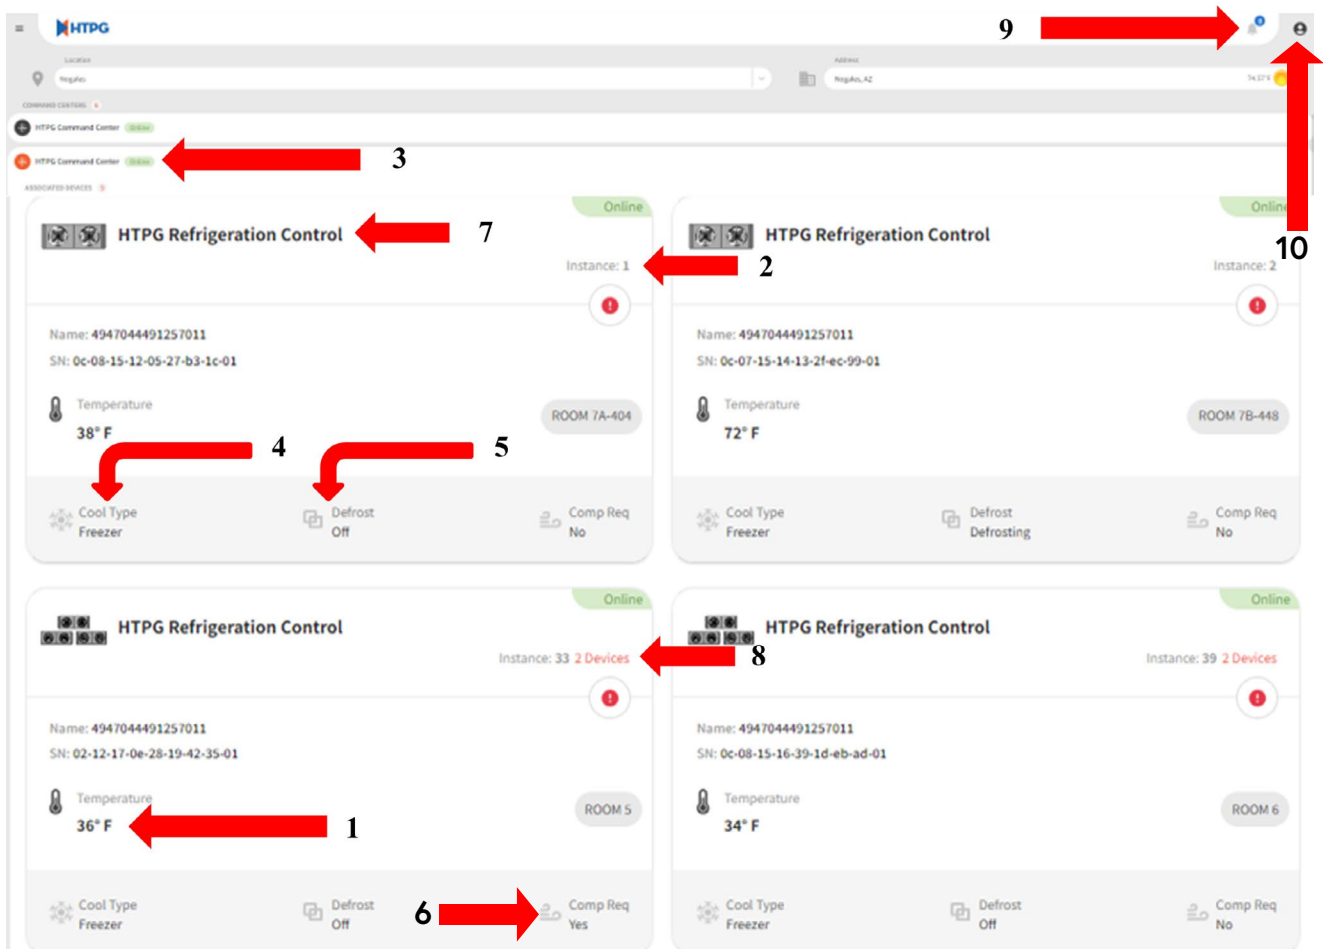 HTPG
9
Location
Nogales
Address
Nogales, AZ
COMMAND CENTERS
HTPG Command Center Online
HTPG Command Center Online
3
ASSOCIATED DEVICES
Online
HTPG Refrigeration Control
7
Instance: 1
2
Name: 4947044491257011
SN: 0c-08-15-12-05-27-b3-1c-01
Temperature
38° F
ROOM 7A-404
4
5
Cool Type
Freezer
Defrost
Off
Comp Req
No
Online
10
HTPG Refrigeration Control
Instance: 2
Name: 4947044491257011
SN: 0c-07-15-14-13-2f-ec-99-01
Temperature
72° F
ROOM 7B-448
Cool Type
Freezer
Defrost
Defrosting
Comp Req
No
Online
HTPG Refrigeration Control
Instance: 33 2 Devices
8
Name: 4947044491257011
SN: 02-12-17-0e-28-19-42-35-01
Temperature
36° F
1
ROOM 5
Cool Type
Freezer
Defrost
Off
6
Comp Req
Yes
Online
HTPG Refrigeration Control
Instance: 39 2 Devices
Name: 4947044491257011
SN: 0c-08-15-16-39-1d-eb-ad-01
Temperature
34° F
ROOM 6
Cool Type
Freezer
Defrost
Off
Comp Req
No